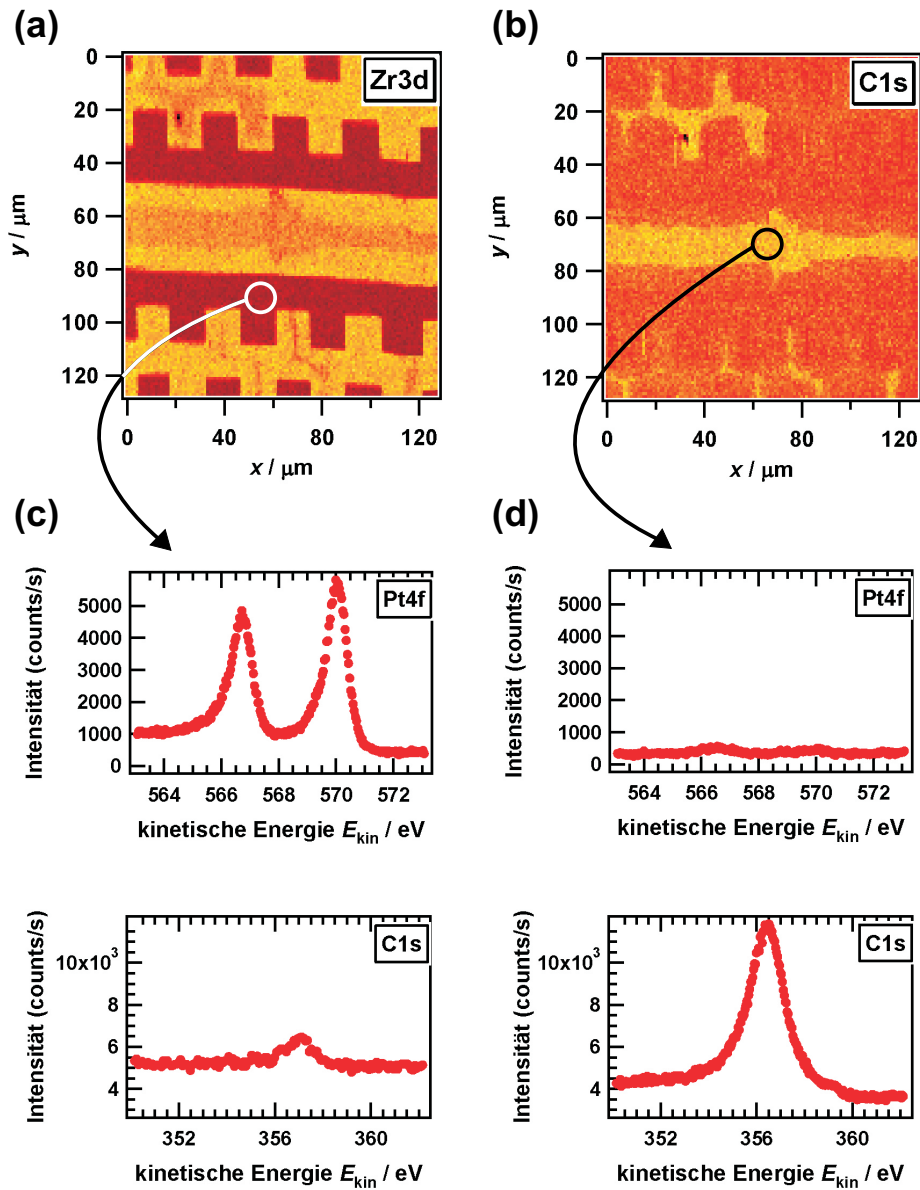 (a)
Zr3d
0
20
40
60
80
100
120
y / μm
0 40 80 120
x / μm
(b)
C1s
0
20
40
60
80
100
120
y / μm
0 40 80 120
x / μm
(c)
Pt4f
5000
4000
3000
2000
1000
0
Intensität (counts/s)
564 566 568 570 572
kinetische Energie Ekin / eV
(d)
Pt4f
5000
4000
3000
2000
1000
0
Intensität (counts/s)
564 566 568 570 572
kinetische Energie Ekin / eV
C1s
10x10³
8
6
4
Intensität (counts/s)
352 356 360
kinetische Energie Ekin / eV
C1s
10x10³
8
6
4
Intensität (counts/s)
352 356 360
kinetische Energie Ekin / eV